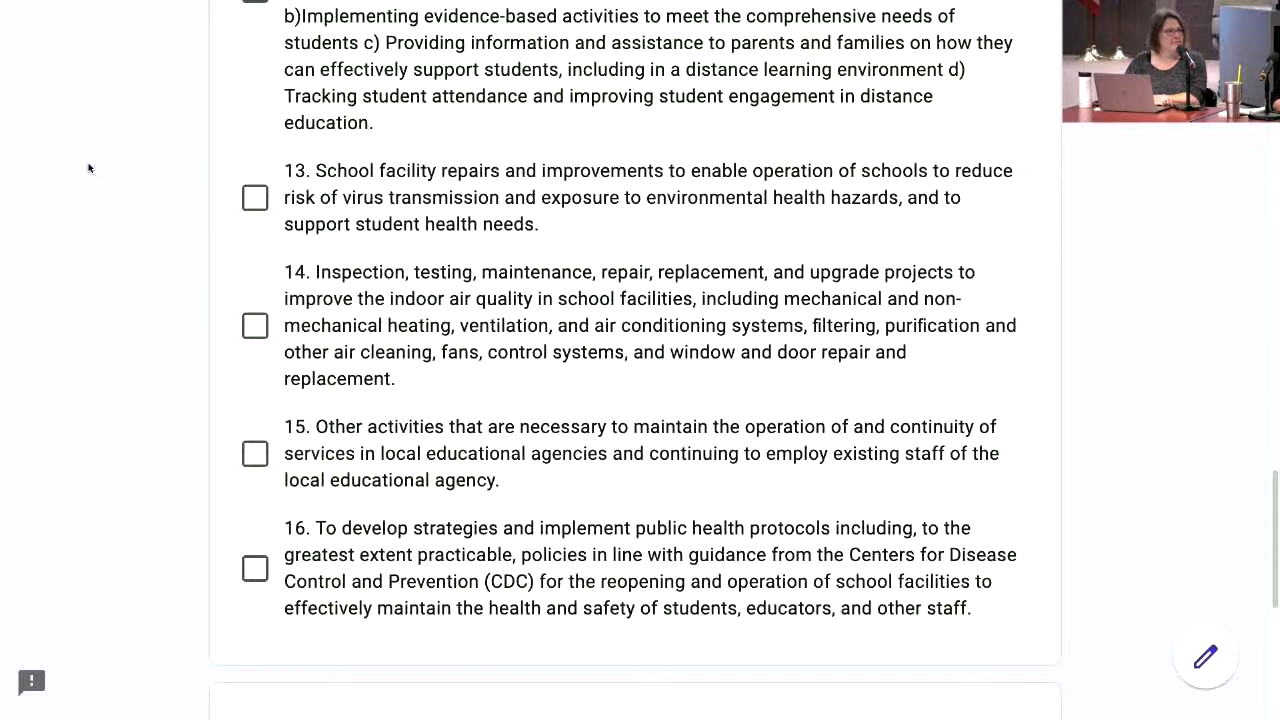 b)Implementing evidence-based activities to meet the comprehensive needs of
students c) Providing information and assistance to parents and families on how they
can effectively support students, including in a distance learning environment d)
Tracking student attendance and improving student engagement in distance
education.
13. School facility repairs and improvements to enable operation of schools to reduce
risk of virus transmission and exposure to environmental health hazards, and to
support student health needs.
14. Inspection, testing, maintenance, repair, replacement, and upgrade projects to
improve the indoor air quality in school facilities, including mechanical and non-
mechanical heating, ventilation, and air conditioning systems, filtering, purification and
other air cleaning, fans, control systems, and window and door repair and
replacement.
15. Other activities that are necessary to maintain the operation of and continuity of
services in local educational agencies and continuing to employ existing staff of the
local educational agency.
16. To develop strategies and implement public health protocols including, to the
greatest extent practicable, policies in line with guidance from the Centers for Disease
Control and Prevention (CDC) for the reopening and operation of school facilities to
effectively maintain the health and safety of students, educators, and other staff.